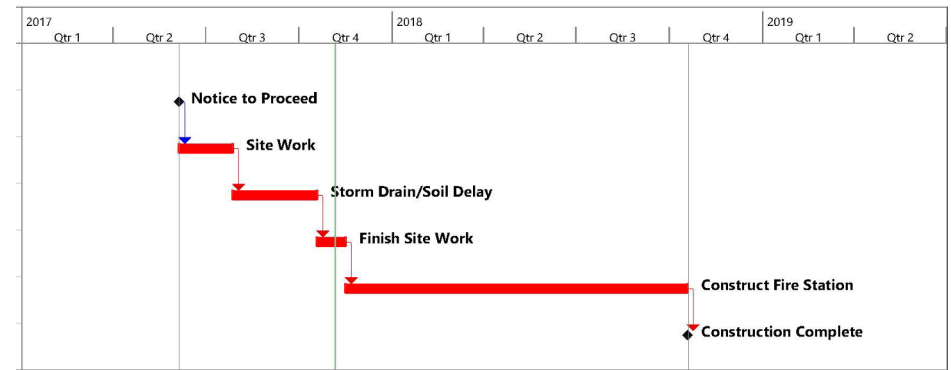 2017 2018 2019
Qtr 1 Qtr 2 Qtr 3 Qtr 4 Qtr 1 Qtr 2 Qtr 3 Qtr 4 Qtr 1 Qtr 2
Notice to Proceed
Site Work
Storm Drain/Soil Delay
Finish Site Work
Construct Fire Station
Construction Complete